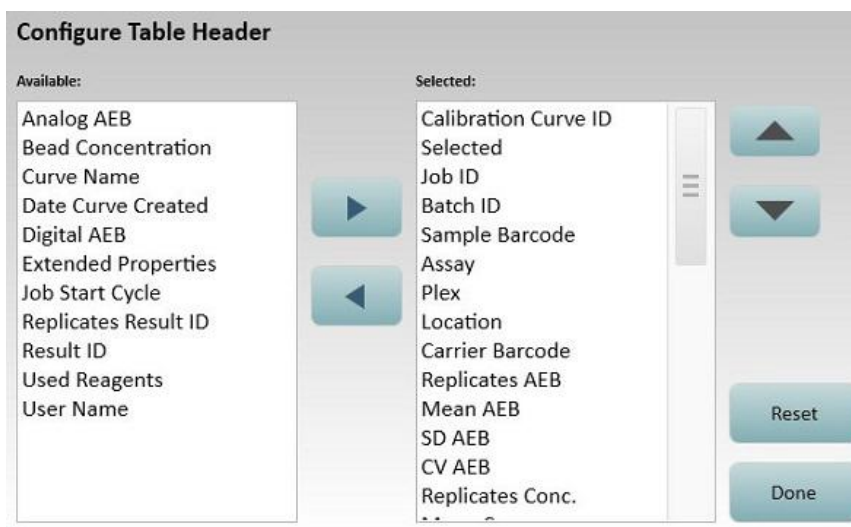 Configure Table Header
Available:
Analog AEB
Bead Concentration
Curve Name
Date Curve Created
Digital AEB
Extended Properties
Job Start Cycle
Replicates Result ID
Result ID
Used Reagents
User Name
Selected:
Calibration Curve ID
Selected
Job ID
Batch ID
Sample Barcode
Assay
Plex
Location
Carrier Barcode
Replicates AEB
Mean AEB
SD AEB
CV AEB
Replicates Conc.
Reset
Done